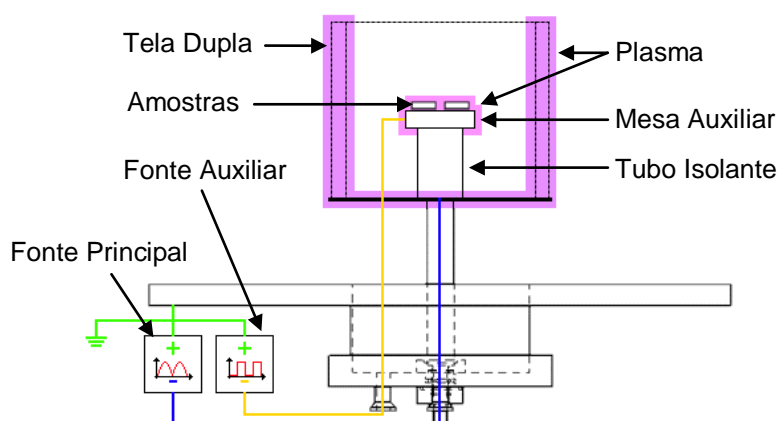 Tela Dupla
Plasma
Amostras
Mesa Auxiliar
Fonte Auxiliar
Tubo Isolante
Fonte Principal
+
+
-
-